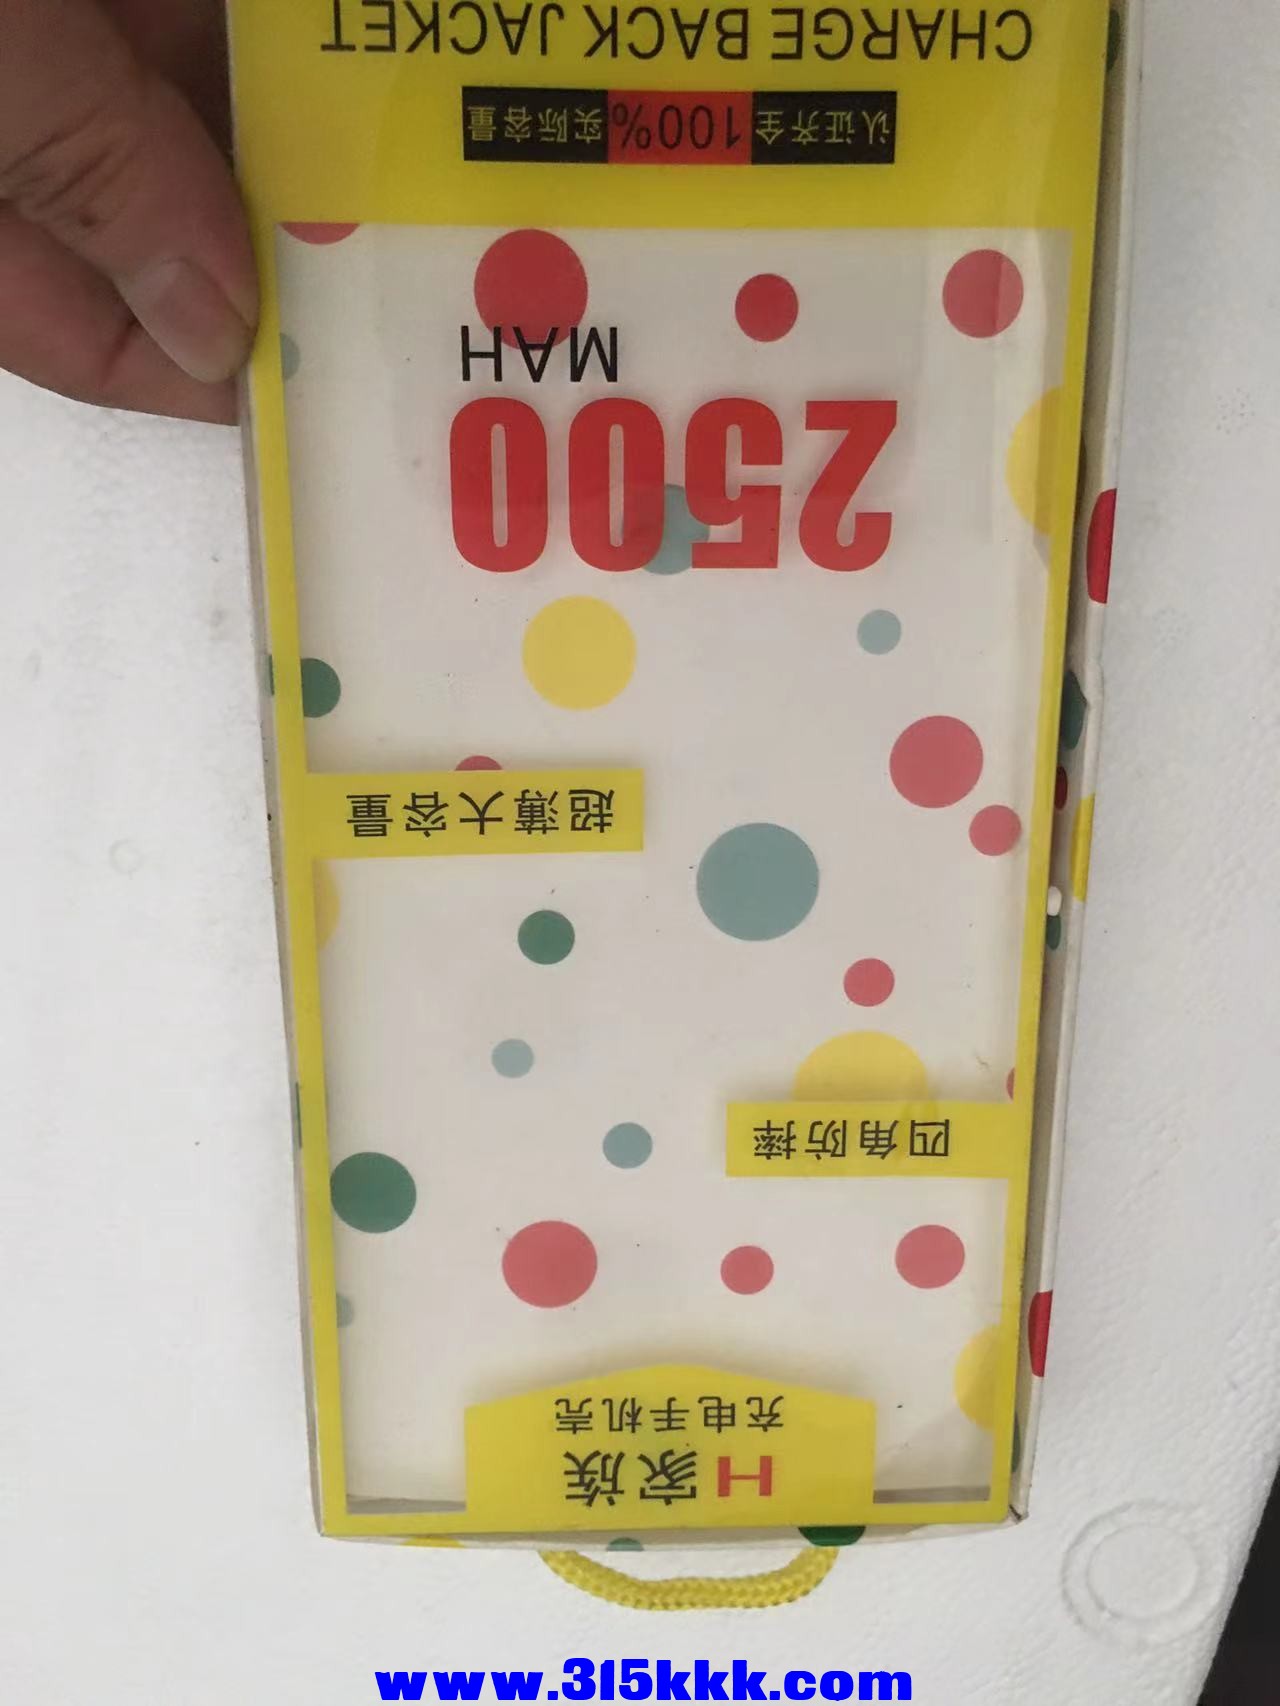 H家族
充电手机壳
四角防摔
超薄大容量
2500
MAH
认证齐全100%实际容量
CHARGE BACK JACKET
www.315kkk.com